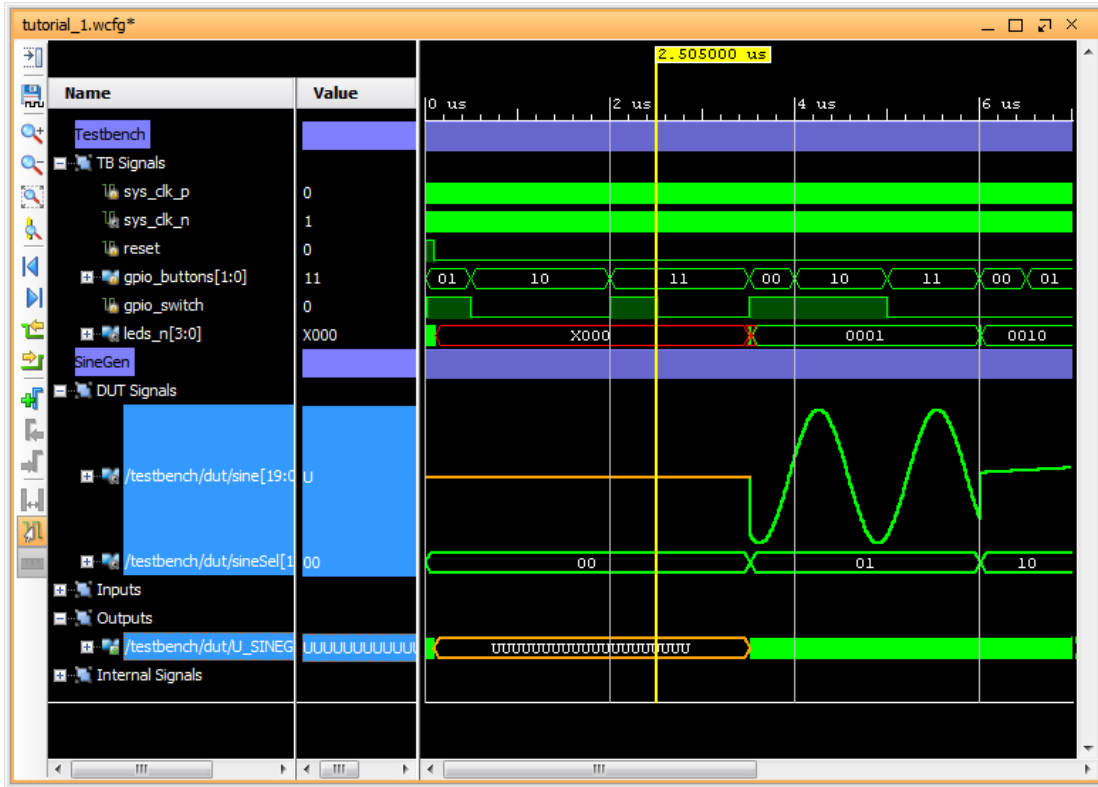 tutorial_1.wcfg*
2.505000 us
Name Value
0 us 2 us 4 us 6 us
Testbench
TB Signals
sys_clk_p 0
sys_clk_n 1
reset 0
gpio_buttons[1:0] 11 01 10 11 00 10 11 00 01
gpio_switch 0
leds_n[3:0] X000 X000 0001 0010
SineGen
DUT Signals
/testbench/dut/sine[19:0 U
/testbench/dut/sineSel[1 00 00 01 10
Inputs
Outputs
/testbench/dut/U_SINEG UUUUUUUUUUUU UUUUUUUUUUUUUUUUUUUU
Internal Signals